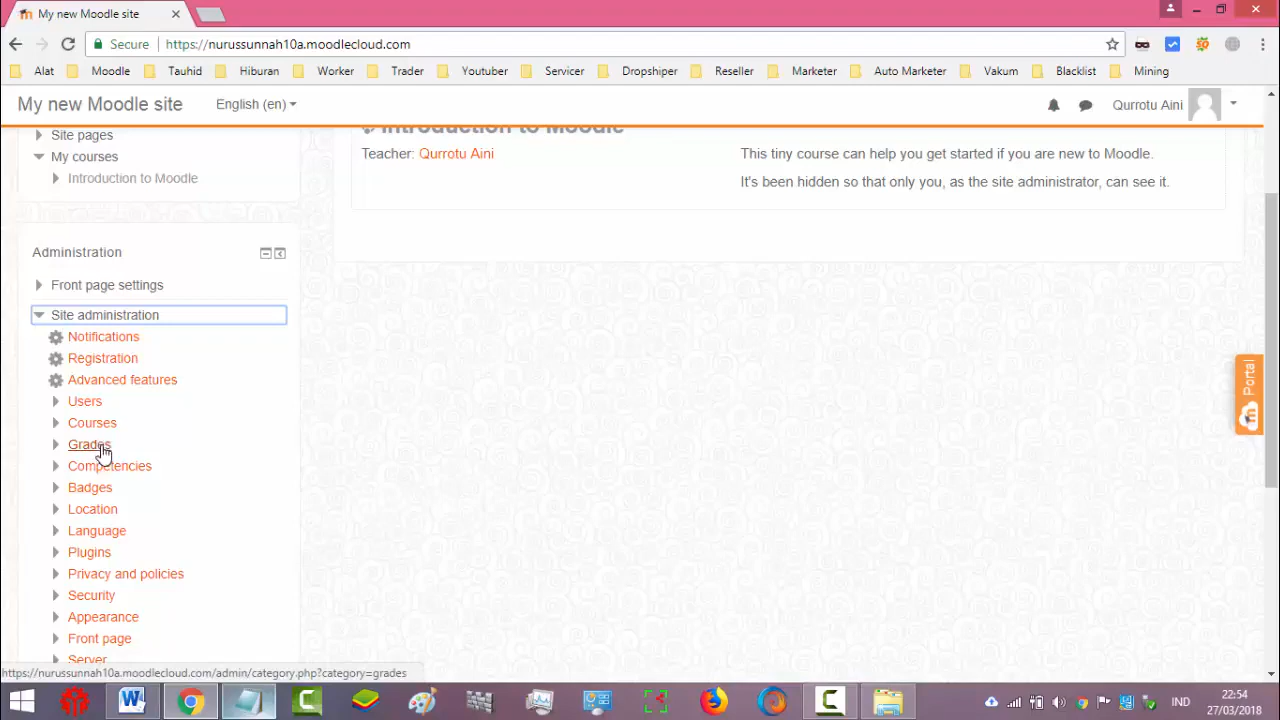 My new Moodle site
Secure https://nurussunnah10a.moodlecloud.com
Alat Moodle Tauhid Hiburan Worker Trader Youtuber Servicer Dropshiper Reseller Marketer Auto Marketer Vakum Blacklist Mining
My new Moodle site English (en) Qurrotu Aini
Site pages
My courses
Introduction to Moodle
Introduction to Moodle
Teacher: Qurrotu Aini
This tiny course can help you get started if you are new to Moodle.
It's been hidden so that only you, as the site administrator, can see it.
Administration
Front page settings
Site administration
Notifications
Registration
Advanced features
Users
Courses
Grades
Competencies
Badges
Location
Language
Plugins
Privacy and policies
Security
Appearance
Front page
Server
Portal
https://nurussunnah10a.moodlecloud.com/admin/category.php?category=grades
IND
22:54
27/03/2018